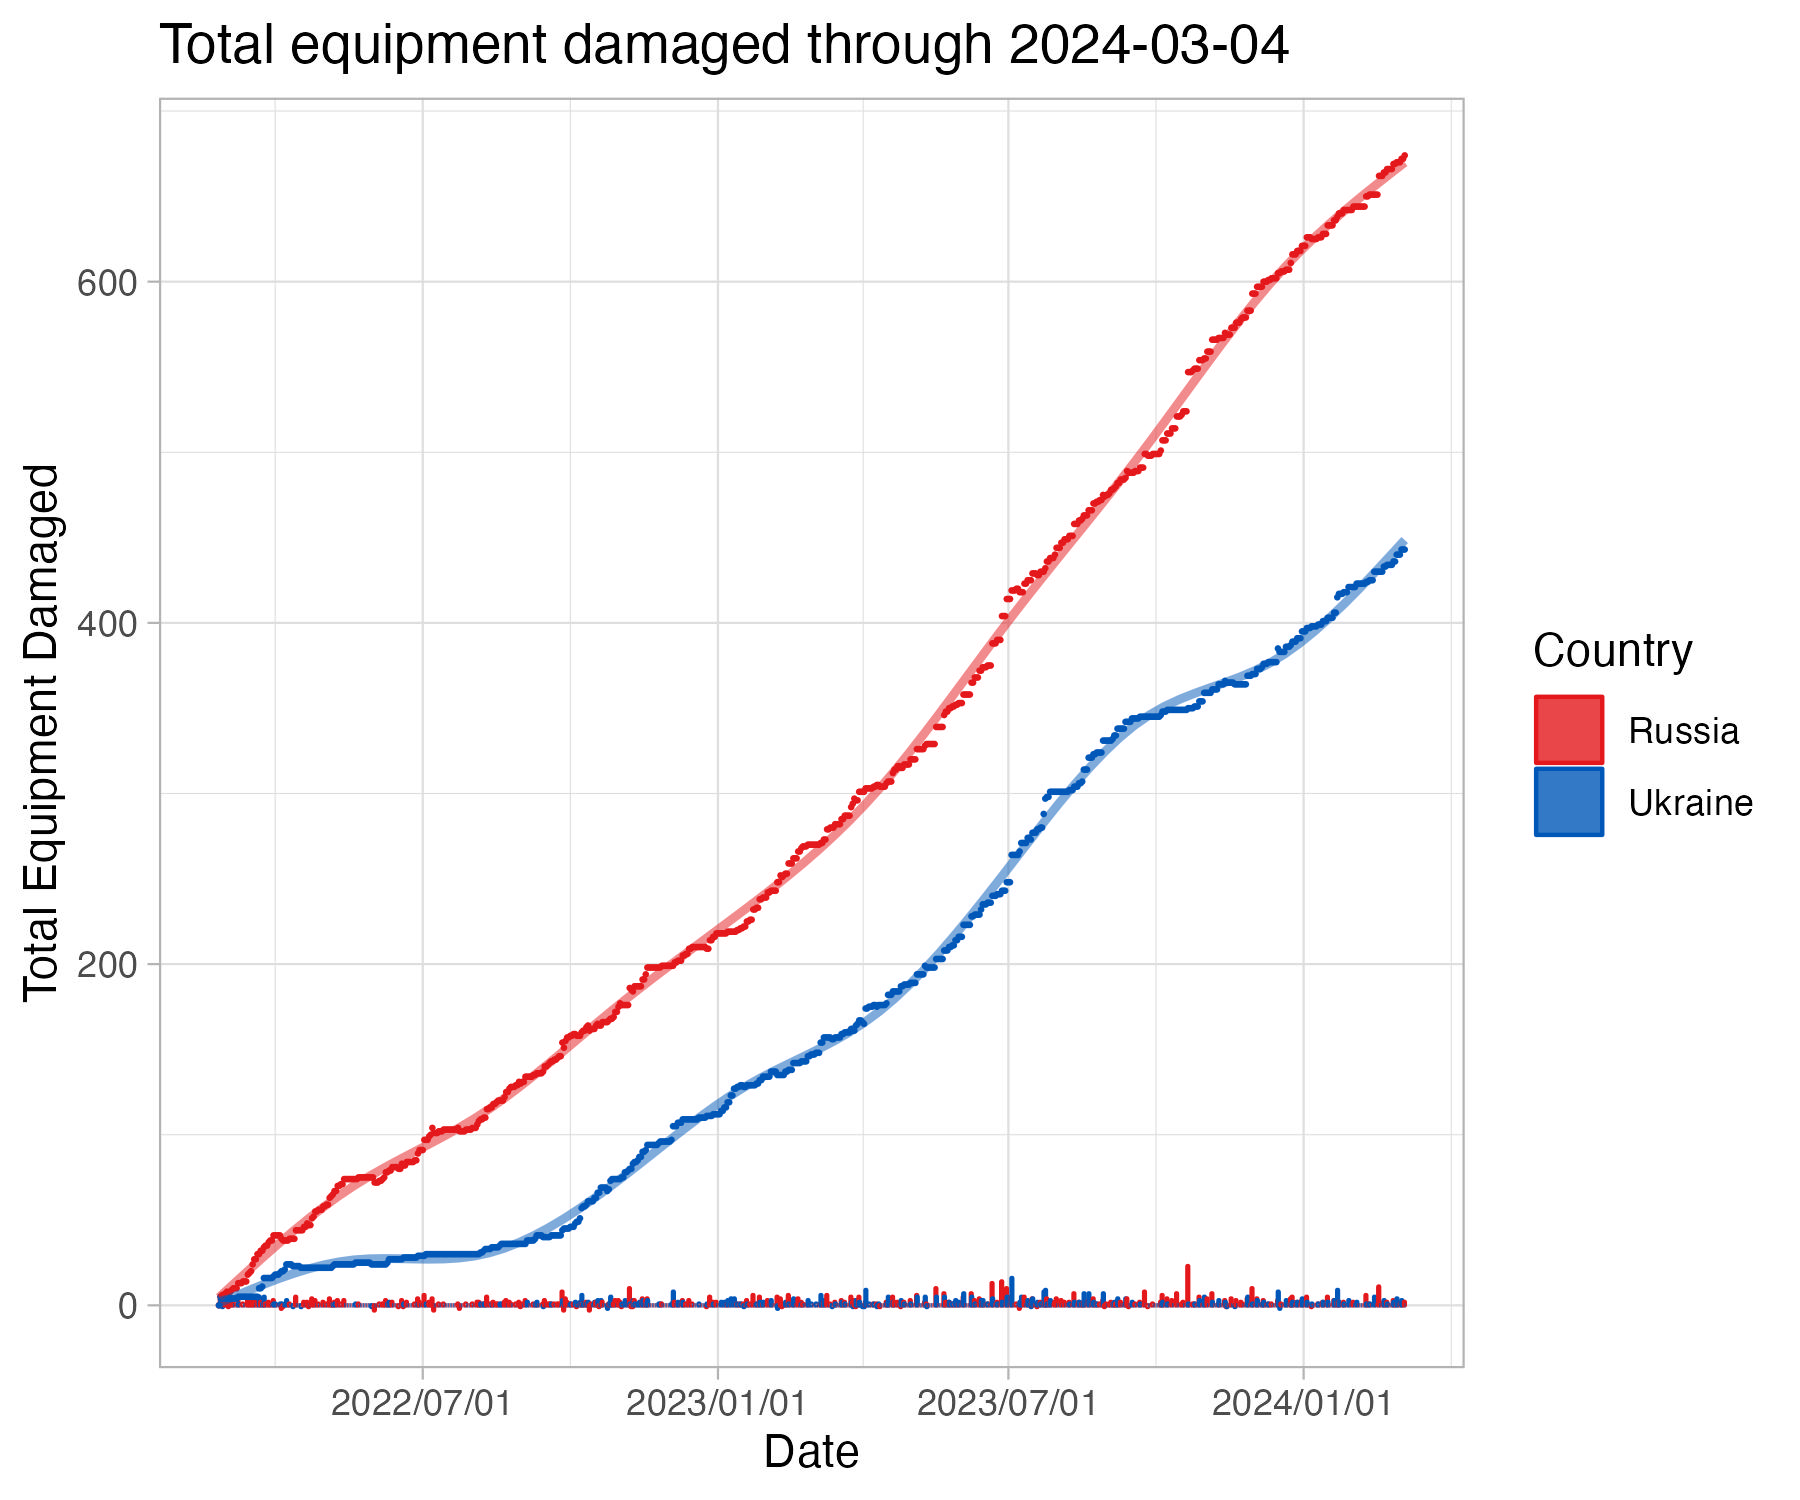 Total equipment damaged through 2024-03-04
Total Equipment Damaged
600
400
200
0
2022/07/01
2023/01/01
2023/07/01
2024/01/01
Date
Country
Russia
Ukraine